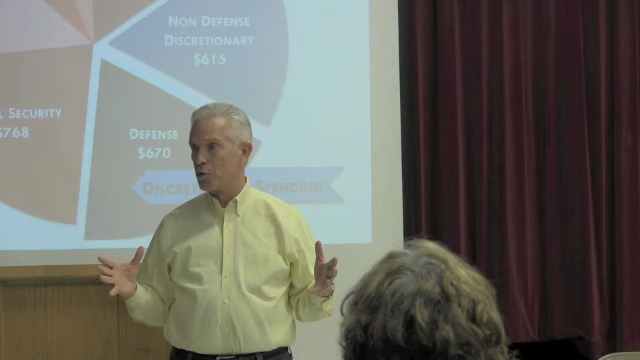 NON DEFENSE
DISCRETIONARY
$615
SECURITY
$768
DEFENSE
$670
SPENDING